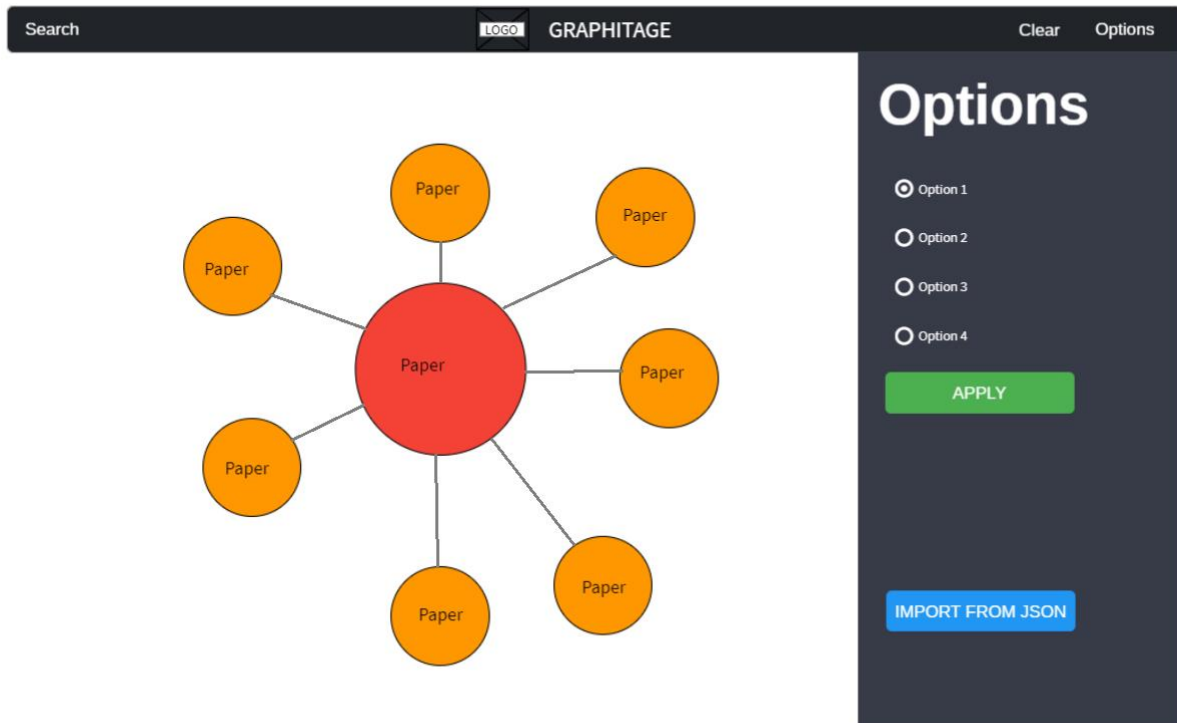 Search
LOGO
GRAPHITAGE
Clear
Options
Paper
Paper
Paper
Paper
Paper
Paper
Paper
Paper
Options
Option 1
Option 2
Option 3
Option 4
APPLY
IMPORT FROM JSON